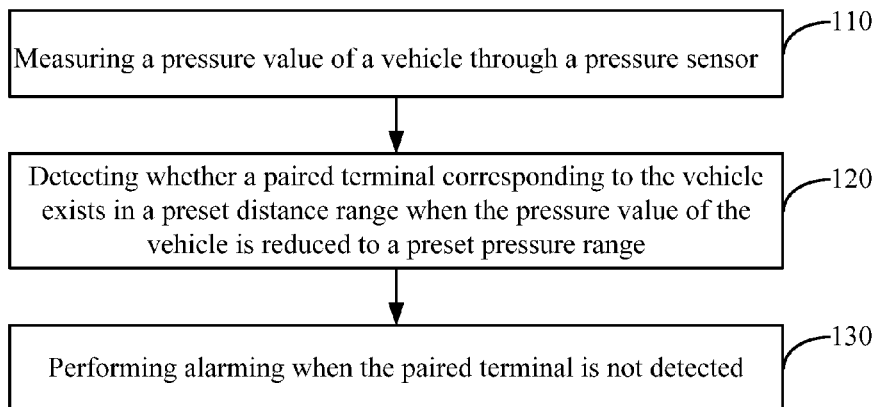 110
Measuring a pressure value of a vehicle through a pressure sensor
Detecting whether a paired terminal corresponding to the vehicle
120
exists in a preset distance range when the pressure value of the
vehicle is reduced to a preset pressure range
130
Performing alarming when the paired terminal is not detected